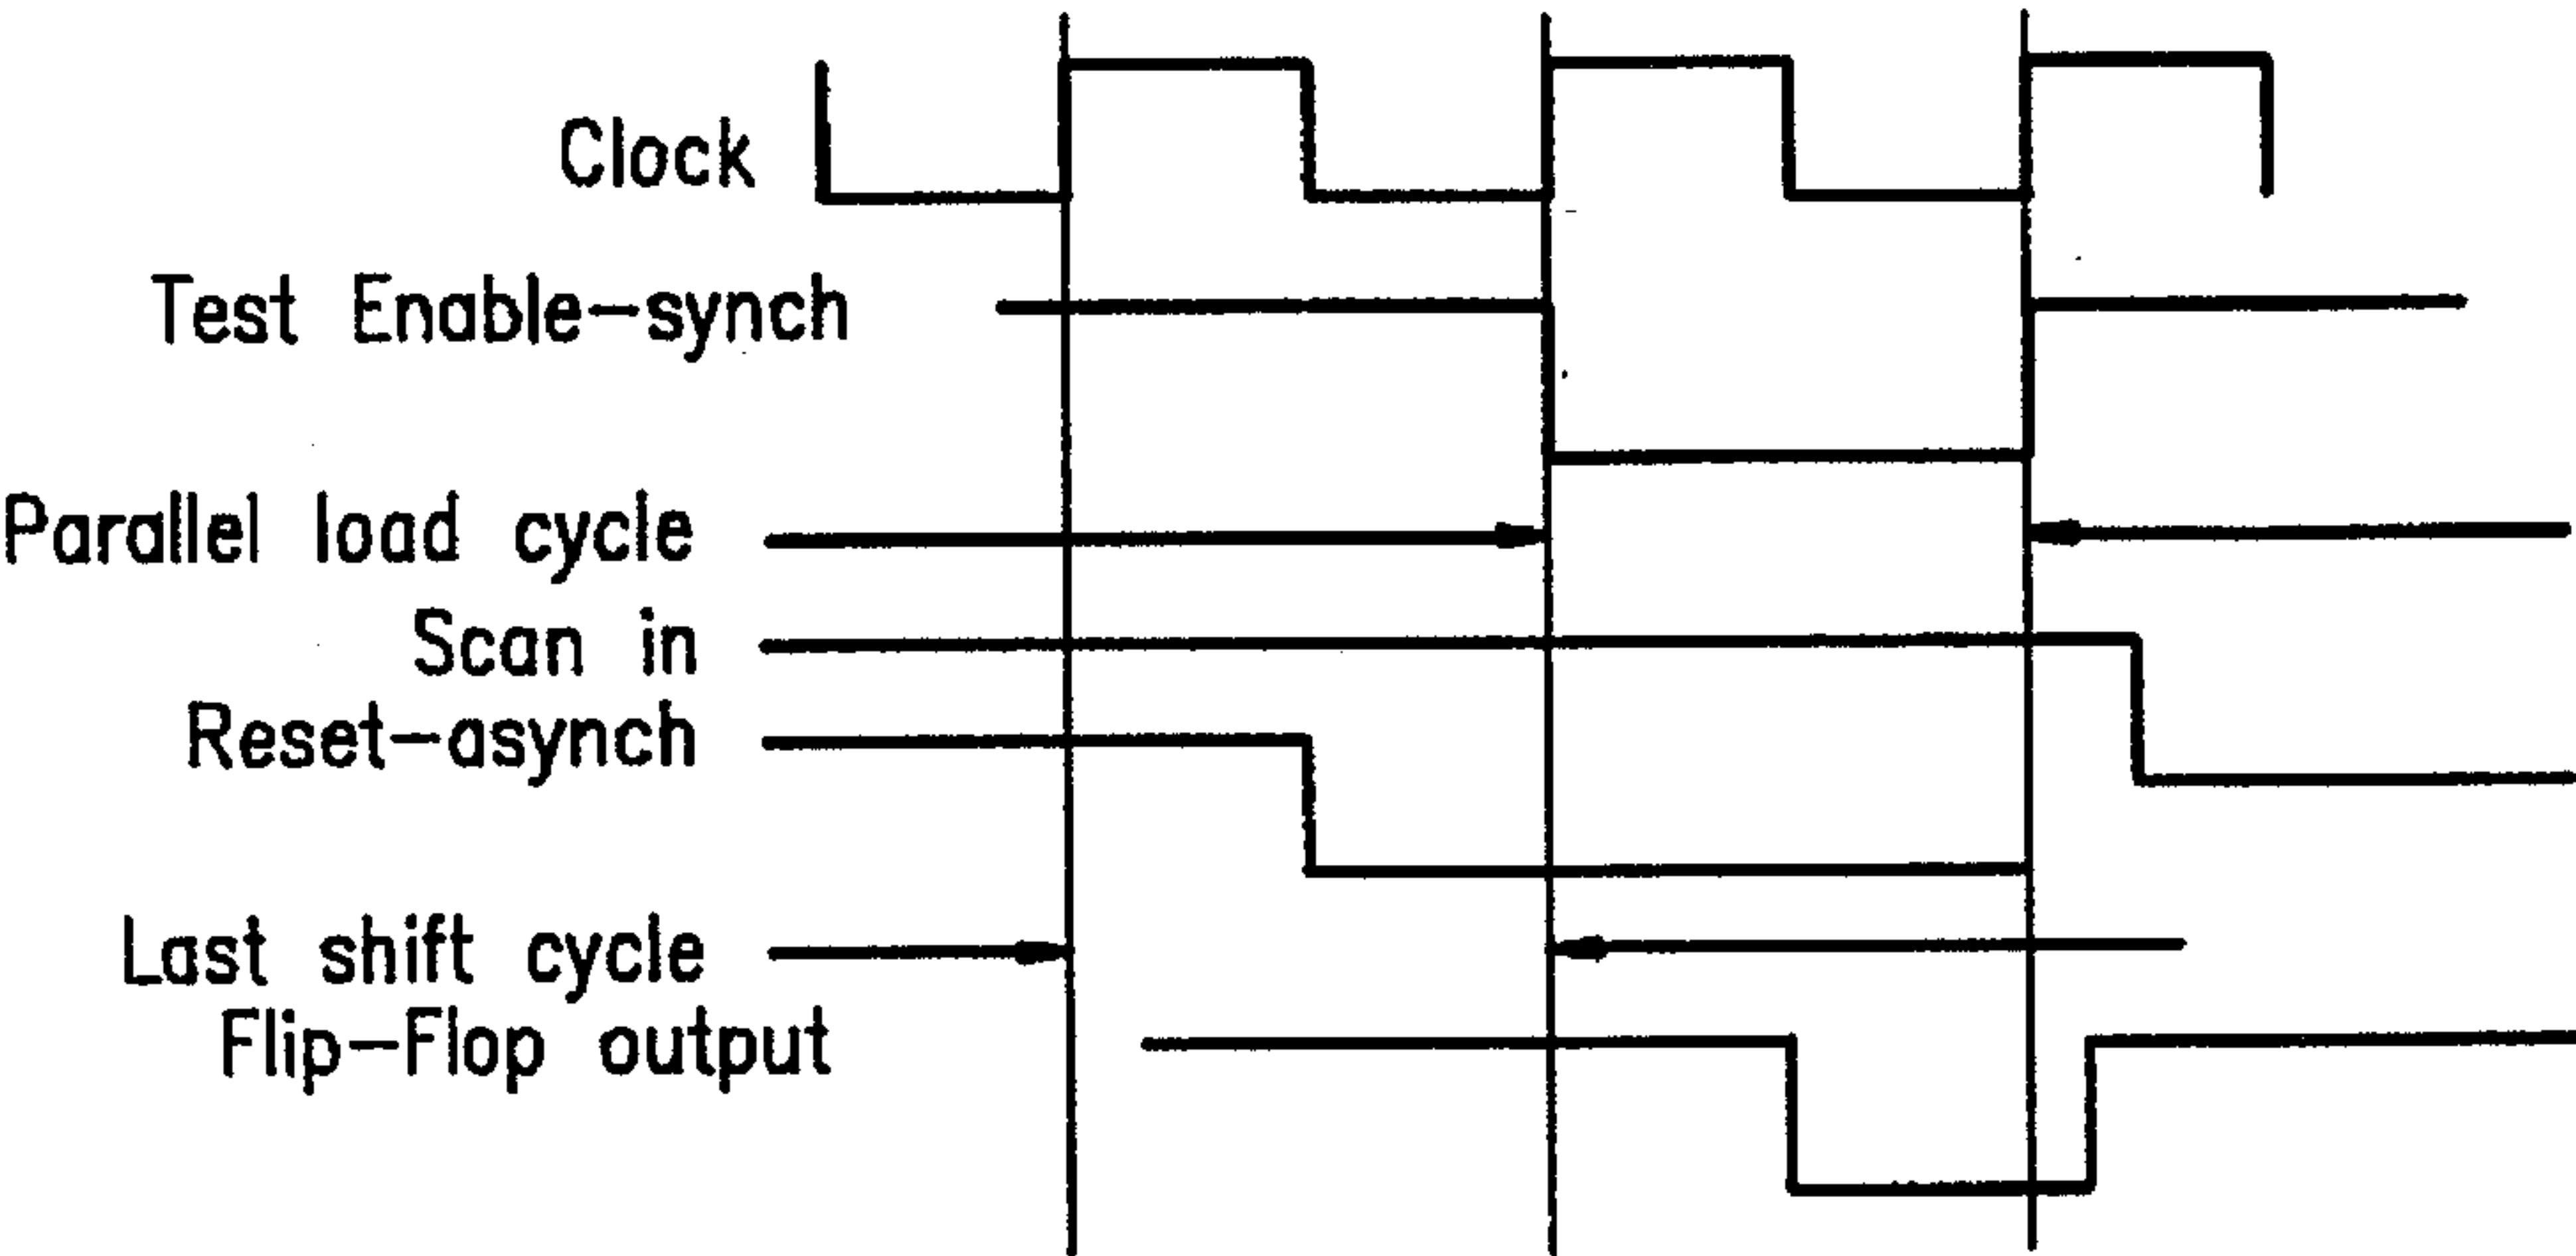 Clock
Test Enable-synch
Parallel load cycle
Scan in
Reset-asynch
Last shift cycle
Flip-Flop output